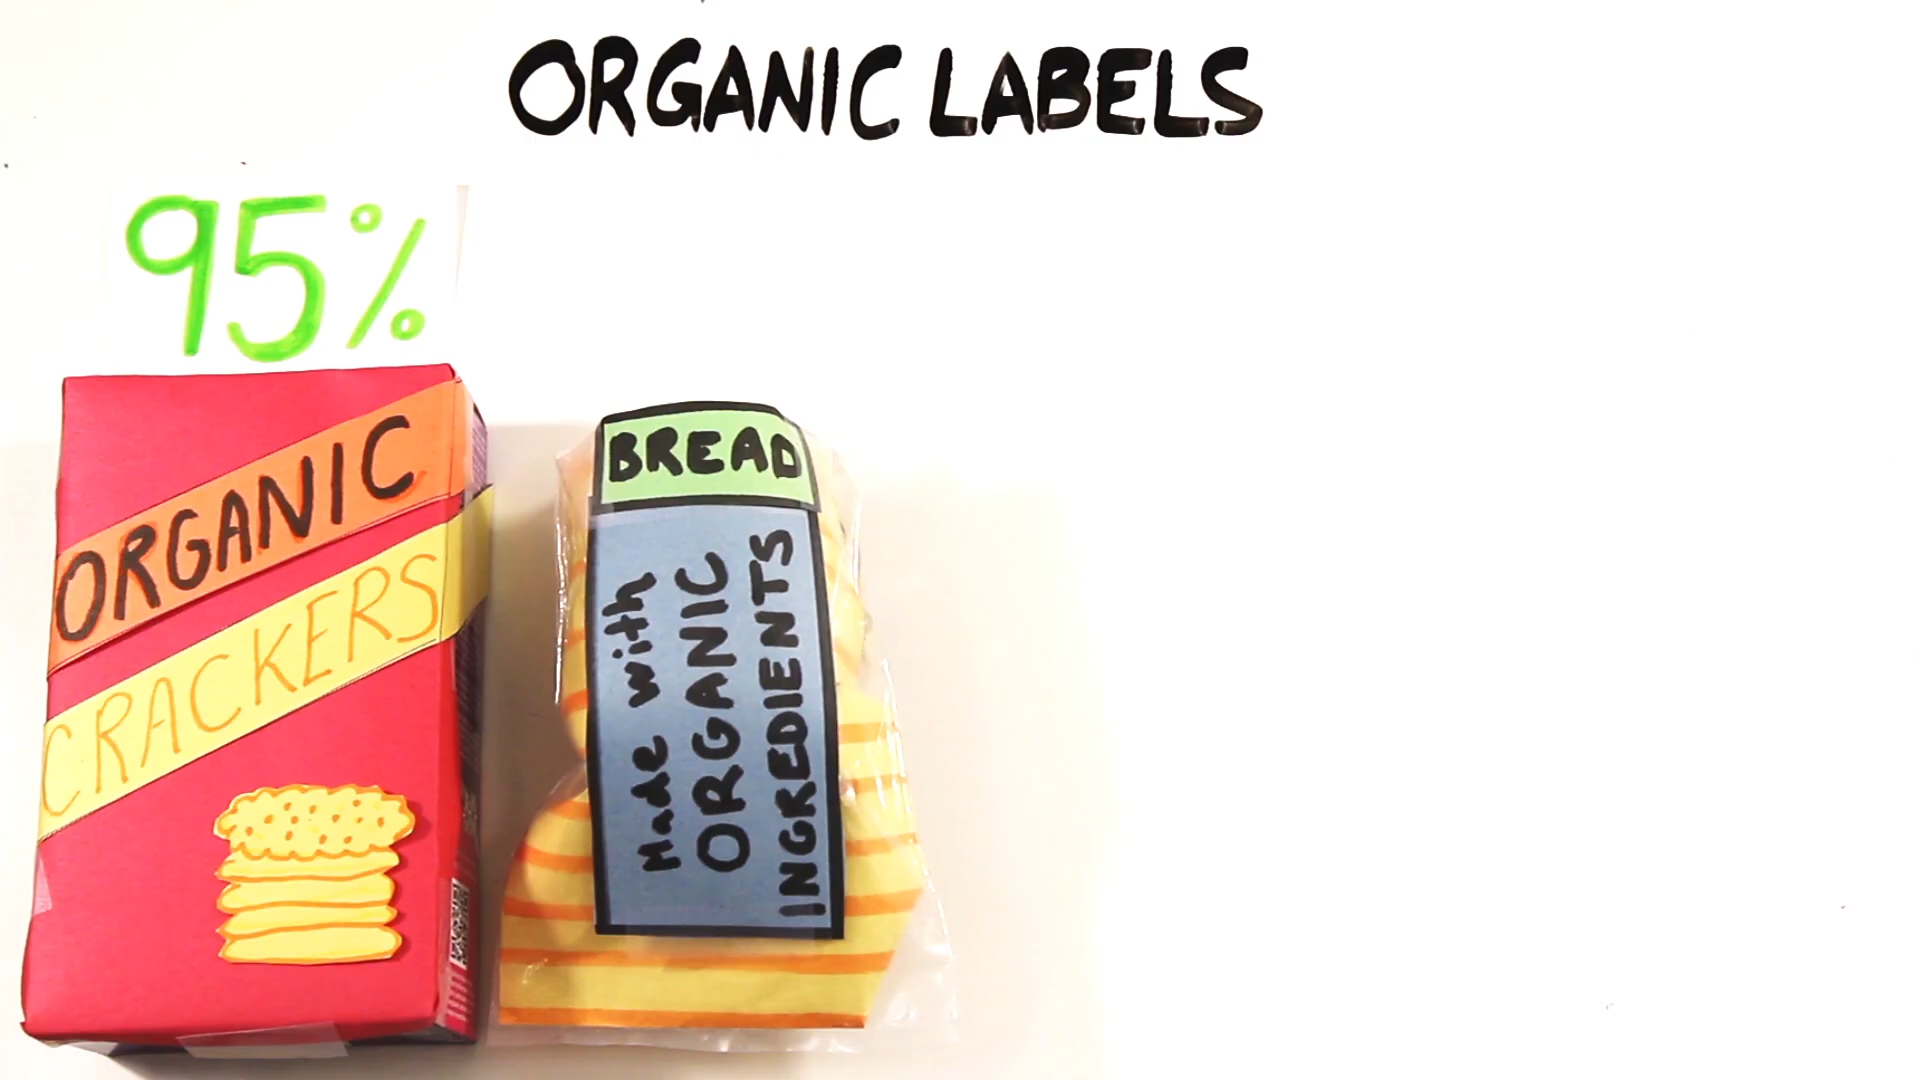 ORGANIC LABELS
95%
ORGANIC
CRACKERS
BREAD
Made with
ORGANIC
INGREDIENTS